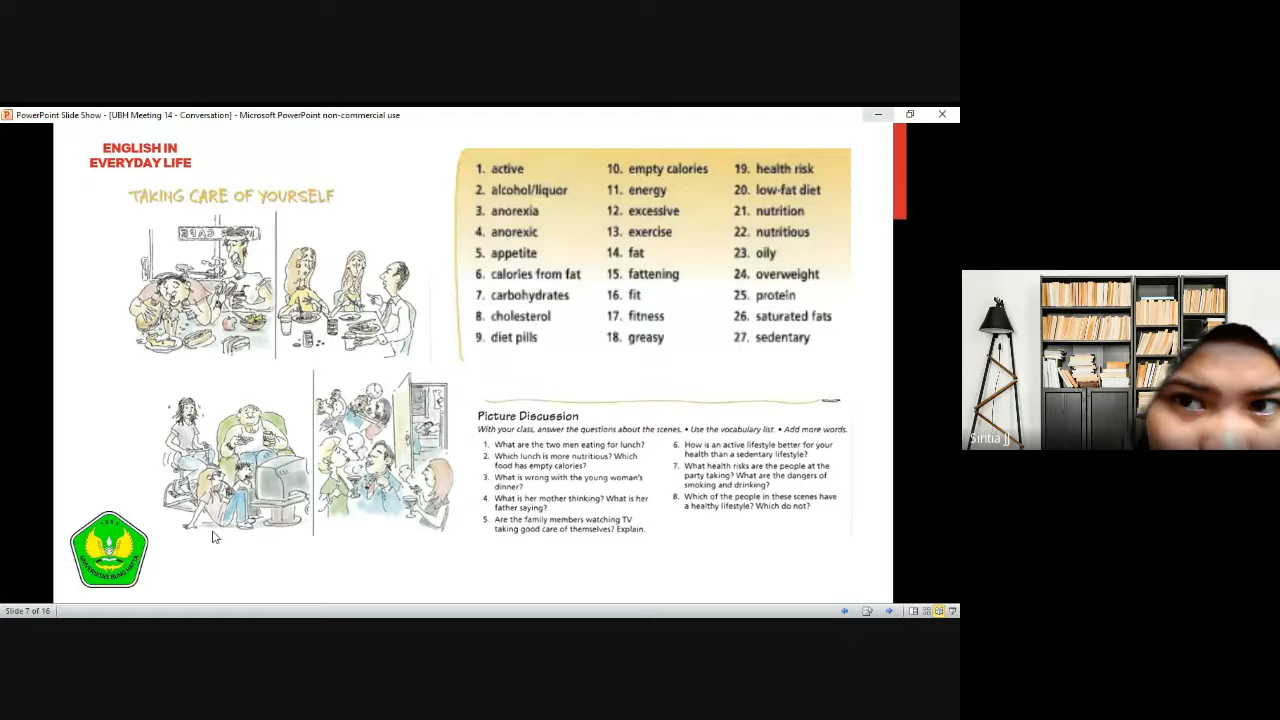 PowerPoint Slide Show - [UBH Meeting 14 - Conversation] - Microsoft PowerPoint non-commercial use
ENGLISH IN
EVERYDAY LIFE
TAKING CARE OF YOURSELF
1. active
2. alcohol/liquor
3. anorexia
4. anorexic
5. appetite
6. calories from fat
7. carbohydrates
8. cholesterol
9. diet pills
10. empty calories
11. energy
12. excessive
13. exercise
14. fat
15. fattening
16. fit
17. fitness
18. greasy
19. health risk
20. low-fat diet
21. nutrition
22. nutritious
23. oily
24. overweight
25. protein
26. saturated fats
27. sedentary
Picture Discussion
With your class, answer the questions about the scenes. • Use the vocabulary list. • Add more words.
1. What are the two men eating for lunch?
2. Which lunch is more nutritious? Which
food has empty calories?
3. What is wrong with the young woman's
dinner?
4. What is her mother thinking? What is her
father saying?
5. Are the family members watching TV
taking good care of themselves? Explain.
6. How is an active lifestyle better for your
health than a sedentary lifestyle?
7. What health risks are the people at the
party taking? What are the dangers of
smoking and drinking?
8. Which of the people in these scenes have
a healthy lifestyle? Which do not?
1981
UNIVERSITAS BUNG HATTA
Slide 7 of 16
Sintia JJ